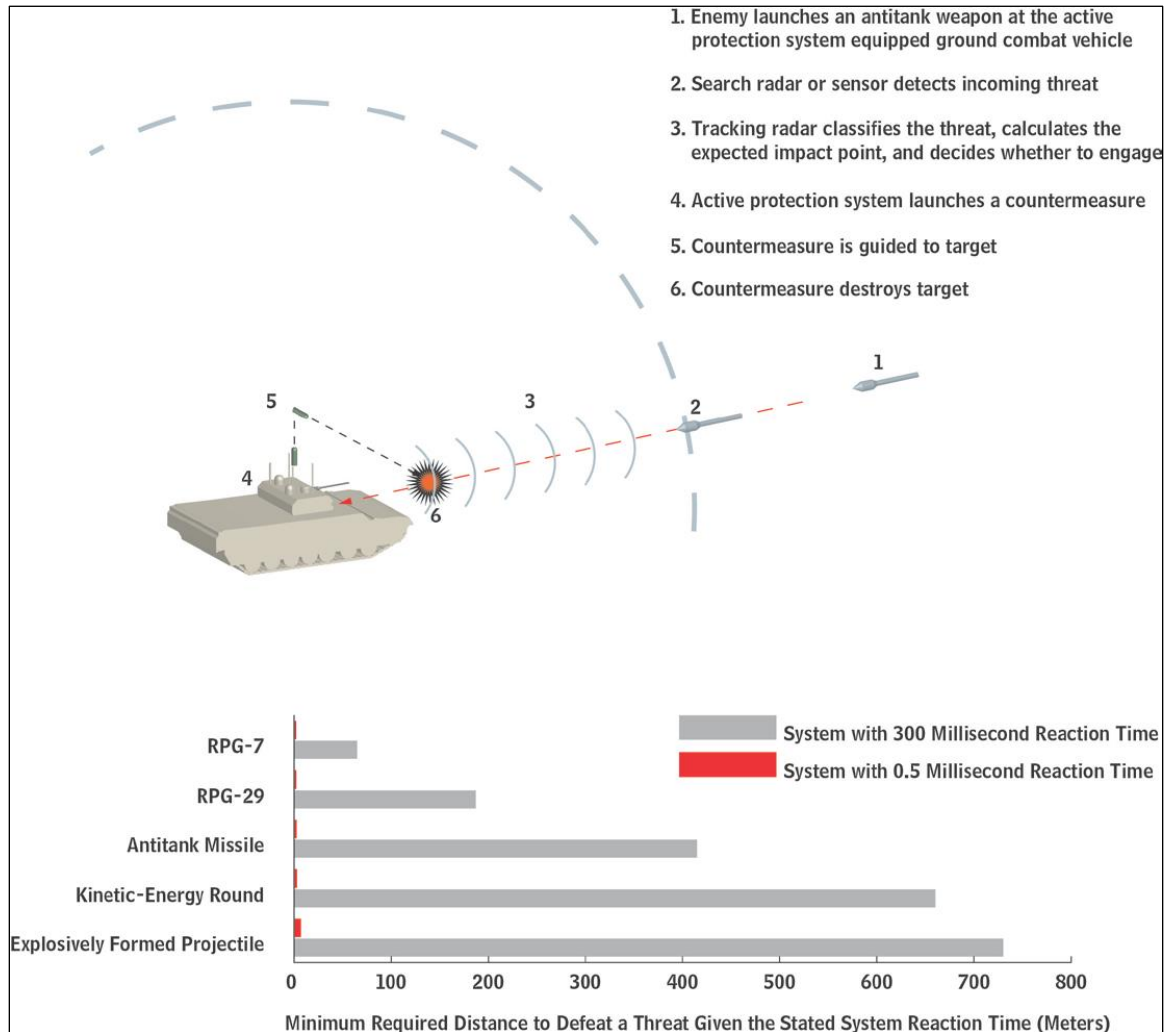 1. Enemy launches an antitank weapon at the active
protection system equipped ground combat vehicle
2. Search radar or sensor detects incoming threat
3. Tracking radar classifies the threat, calculates the
expected impact point, and decides whether to engage
4. Active protection system launches a countermeasure
5. Countermeasure is guided to target
6. Countermeasure destroys target
1
2
3
5
4
6
System with 300 Millisecond Reaction Time
System with 0.5 Millisecond Reaction Time
RPG-7
RPG-29
Antitank Missile
Kinetic-Energy Round
Explosively Formed Projectile
0 100 200 300 400 500 600 700 800
Minimum Required Distance to Defeat a Threat Given the Stated System Reaction Time (Meters)